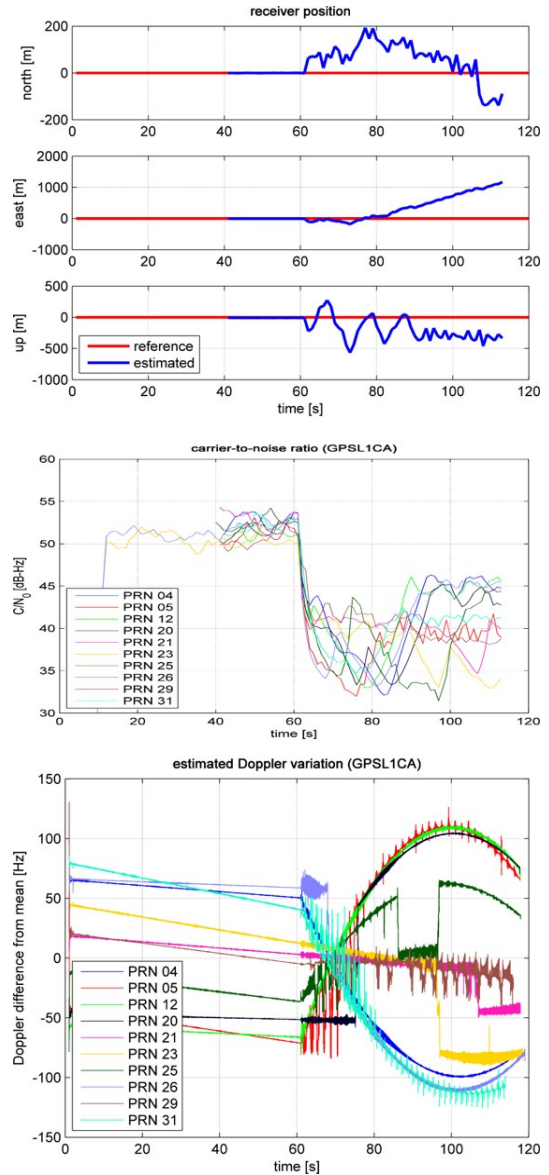 receiver position
north [m]
200
0
-200
0 20 40 60 80 100 120
east [m]
2000
1000
0
-1000
0 20 40 60 80 100 120
up [m]
500
0
-500
-1000
reference
estimated
0 20 40 60 80 100 120
time [s]
carrier-to-noise ratio (GPSL1CA)
C/N0 [dB-Hz]
60
55
50
45
40
35
30
PRN 04
PRN 05
PRN 12
PRN 20
PRN 21
PRN 23
PRN 25
PRN 26
PRN 29
PRN 31
0 20 40 60 80 100 120
time [s]
estimated Doppler variation (GPSL1CA)
Doppler difference from mean [Hz]
150
100
50
0
-50
-100
-150
PRN 04
PRN 05
PRN 12
PRN 20
PRN 21
PRN 23
PRN 25
PRN 26
PRN 29
PRN 31
0 20 40 60 80 100 120
time [s]